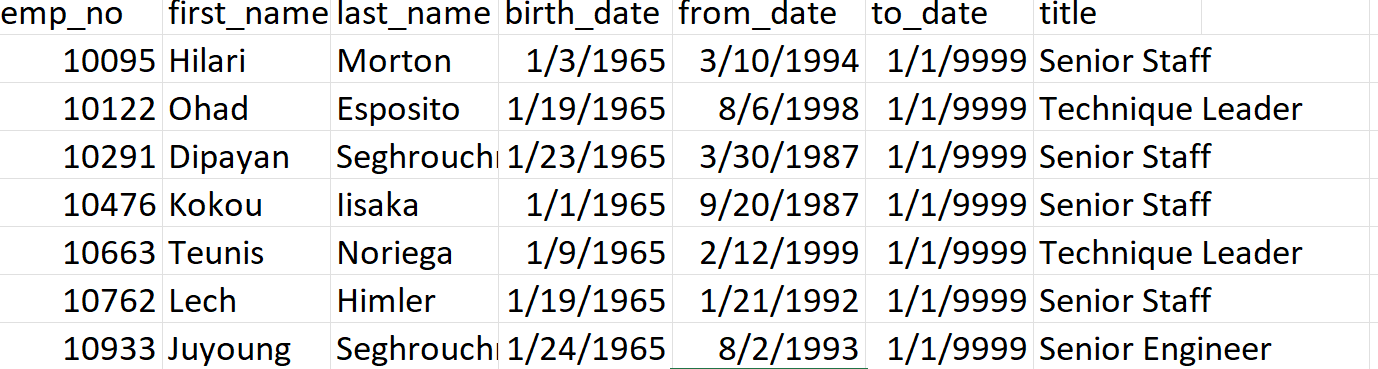 emp_no first_name last_name birth_date from_date to_date title
10095 Hilari Morton 1/3/1965 3/10/1994 1/1/9999 Senior Staff
10122 Ohad Esposito 1/19/1965 8/6/1998 1/1/9999 Technique Leader
10291 Dipayan 1/23/1965 3/30/1987 1/1/9999 Senior Staff
10476 Kokou Iisaka 1/1/1965 9/20/1987 1/1/9999 Senior Staff
10663 Teunis Noriega 1/9/1965 2/12/1999 1/1/9999 Technique Leader
10762 Lech Himler 1/19/1965 1/21/1992 1/1/9999 Senior Staff
10933 Juyoung 1/24/1965 8/2/1993 1/1/9999 Senior Engineer